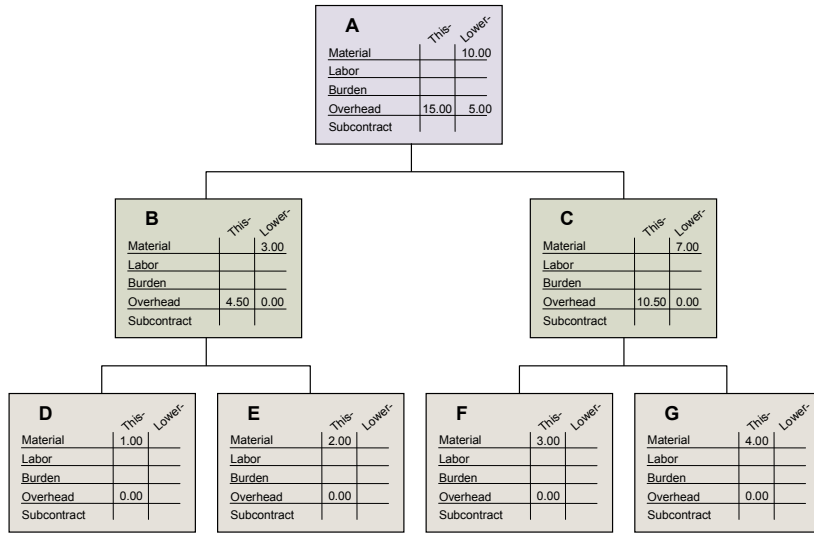 A
This- Lower-
Material 10.00
Labor
Burden
Overhead 15.00 5.00
Subcontract
B
This- Lower-
Material 3.00
Labor
Burden
Overhead 4.50 0.00
Subcontract
C
This- Lower-
Material 7.00
Labor
Burden
Overhead 10.50 0.00
Subcontract
D
This- Lower-
Material 1.00
Labor
Burden
Overhead 0.00
Subcontract
E
This- Lower-
Material 2.00
Labor
Burden
Overhead 0.00
Subcontract
F
This- Lower-
Material 3.00
Labor
Burden
Overhead 0.00
Subcontract
G
This- Lower-
Material 4.00
Labor
Burden
Overhead 0.00
Subcontract